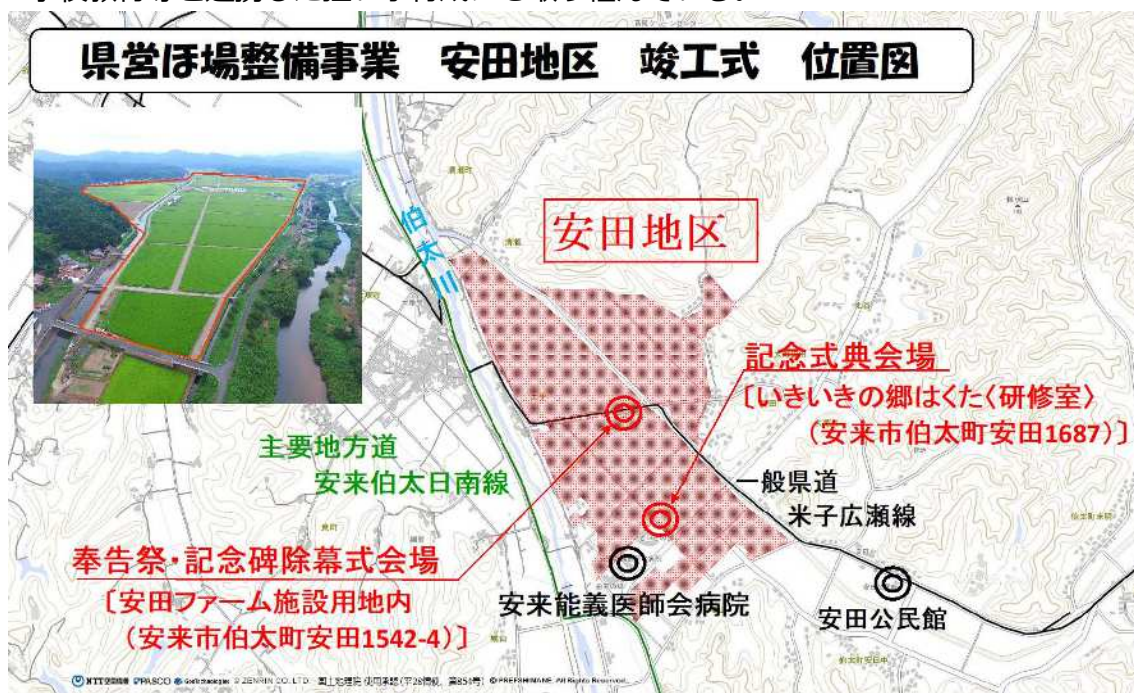 県営ほ場整備事業 安田地区 竣工式 位置図
伯太川
安田地区
記念式典会場
〔いきいきの郷はくた〈研修室〉
(安来市伯太町安田1687)〕
主要地方道
安来伯太日南線
一般県道
米子広瀬線
奉告祭・記念碑除幕式会場
〔安田ファーム施設用地内
(安来市伯太町安田1542-4)〕
安来能義医師会病院
安田公民館